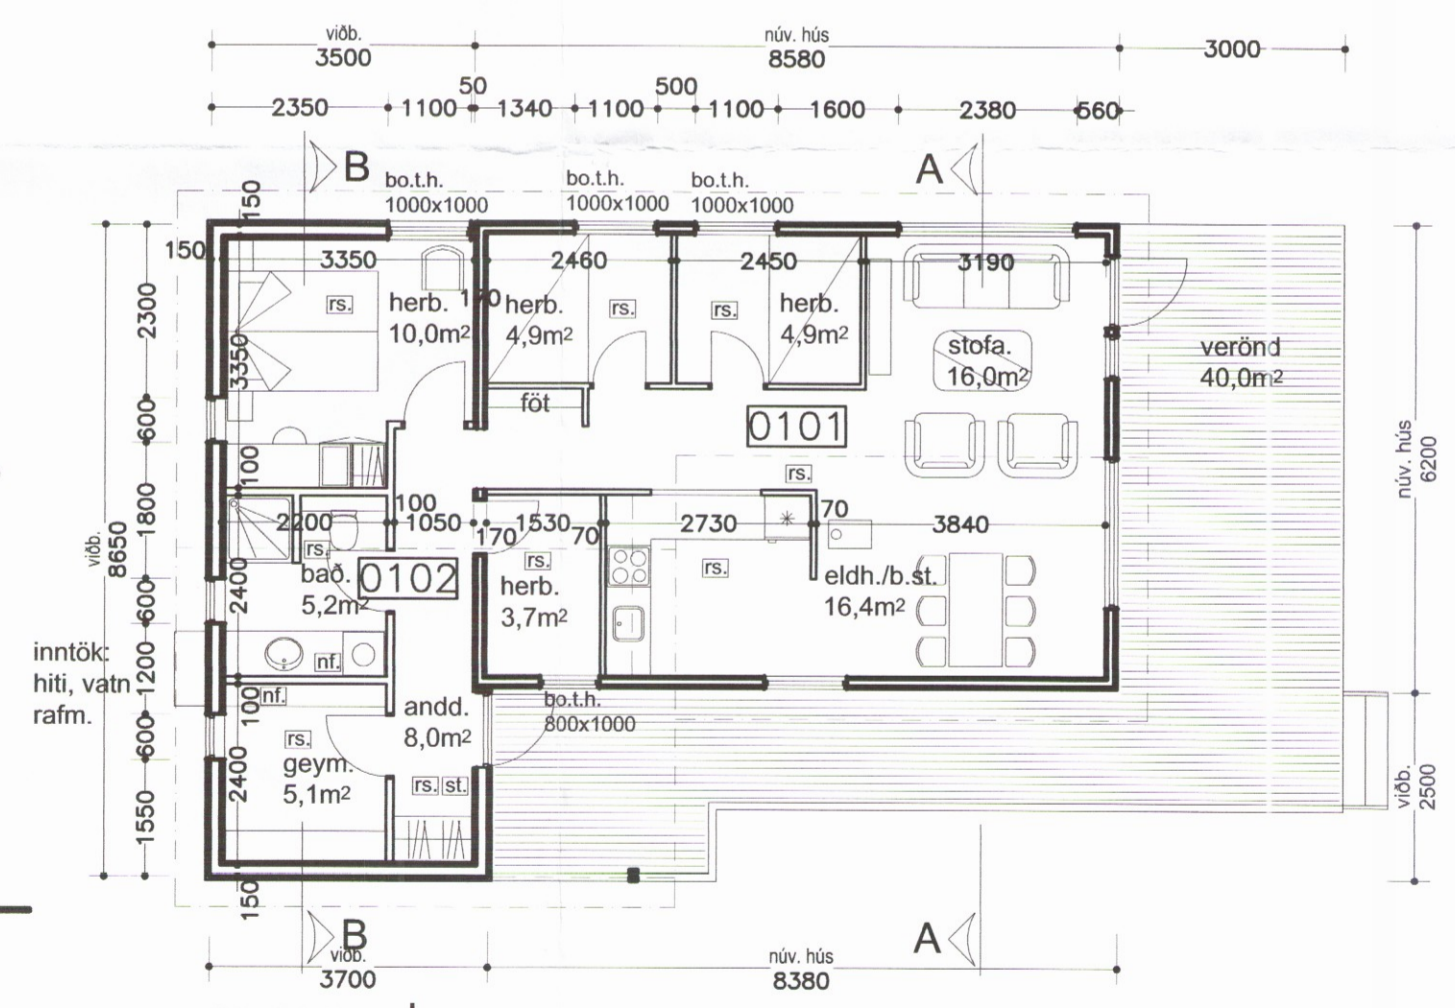 viðb.
3500
núv. hús
8580
3000
50
500
2350
1100
1340
1100
1100
1600
2380
560
B
A
bo.t.h.
1000x1000
bo.t.h.
1000x1000
bo.t.h.
1000x1000
150
150
3350
2460
2450
3190
2300
rs.
herb.
10,0m²
herb.
4,9m²
rs.
rs.
herb.
4,9m²
stofa.
16,0m²
verönd
40,0m²
3350
600
föt
0101
núv. hús
6200
100
rs.
1800
2200
100
1050
170
1530
70
2730
70
3840
viðb.
8650
rs.
bað.
5,2m²
0102
rs.
herb.
3,7m²
rs.
eldh./b.st.
16,4m²
2400
600
inntök:
hiti, vatn
rafm.
1200
nf.
nf.
100
andd.
8,0m²
bo.t.h.
800x1000
600
rs.
geym.
5,1m²
2400
rs.
st.
1550
viðb.
2500
150
B
A
viðb.
3700
núv. hús
8380